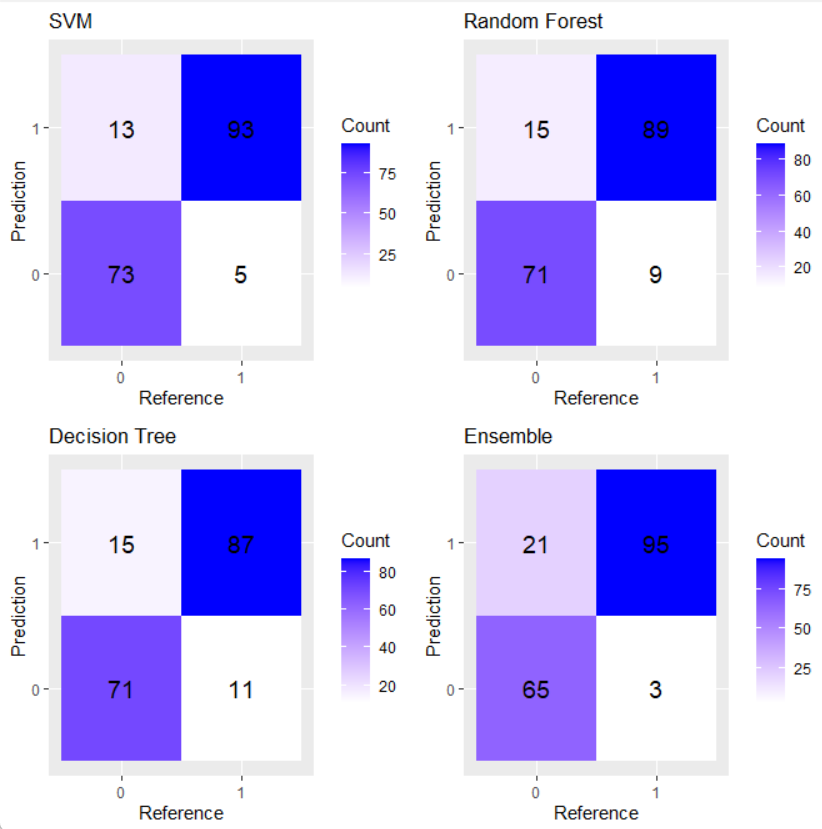 SVM
13
93
73
5
1
0
Prediction
0
1
Reference
Count
75
50
25
Random Forest
15
89
71
9
1
0
Prediction
0
1
Reference
Count
80
60
40
20
Decision Tree
15
87
71
11
1
0
Prediction
0
1
Reference
Count
80
60
40
20
Ensemble
21
95
65
3
1
0
Prediction
0
1
Reference
Count
75
50
25